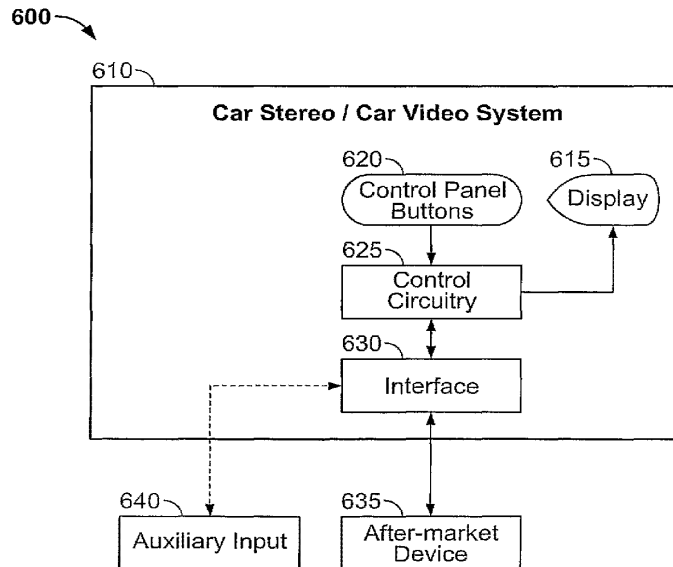 600
610
Car Stereo / Car Video System
620
615
Control Panel
Buttons
Display
625
Control
Circuitry
630
Interface
640
635
Auxiliary Input
After-market
Device